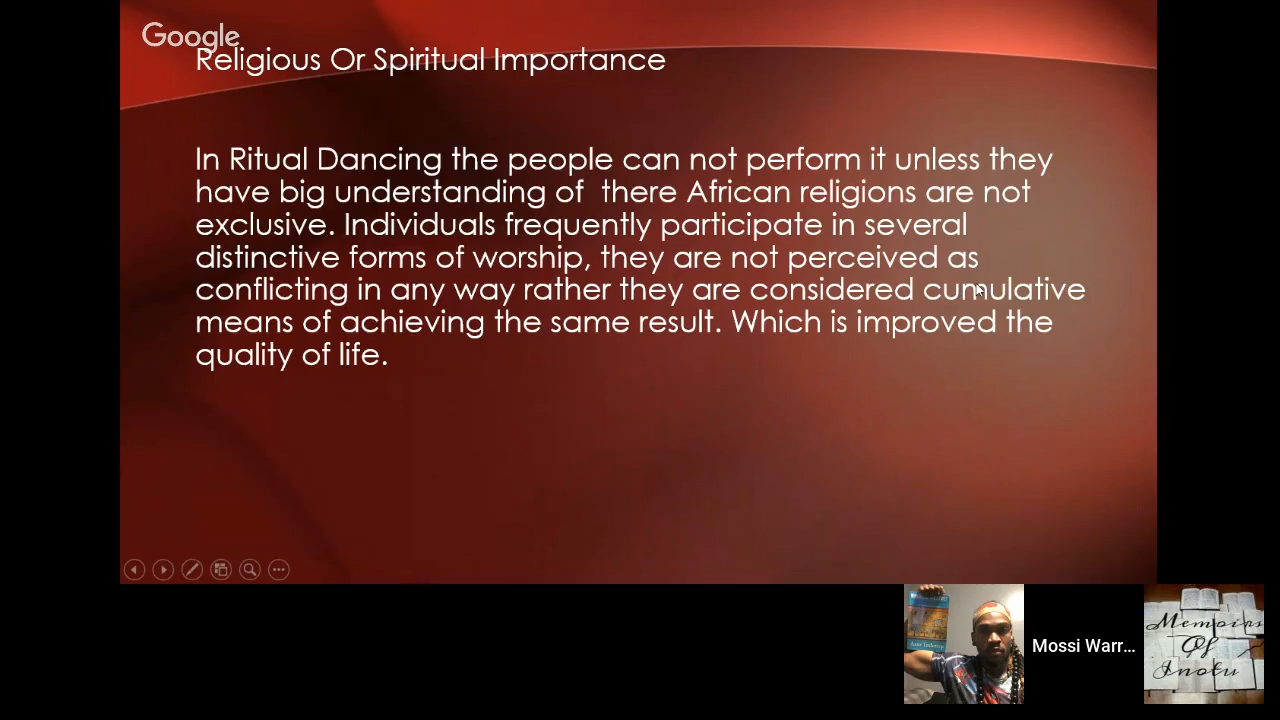 Google
Religious Or Spiritual Importance
In Ritual Dancing the people can not perform it unless they
have big understanding of  there African religions are not
exclusive. Individuals frequently participate in several
distinctive forms of worship, they are not perceived as
conflicting in any way rather they are considered cumulative
means of achieving the same result. Which is improved the
quality of life.
Mossi Warr...
Memoirs
Of
Inotu